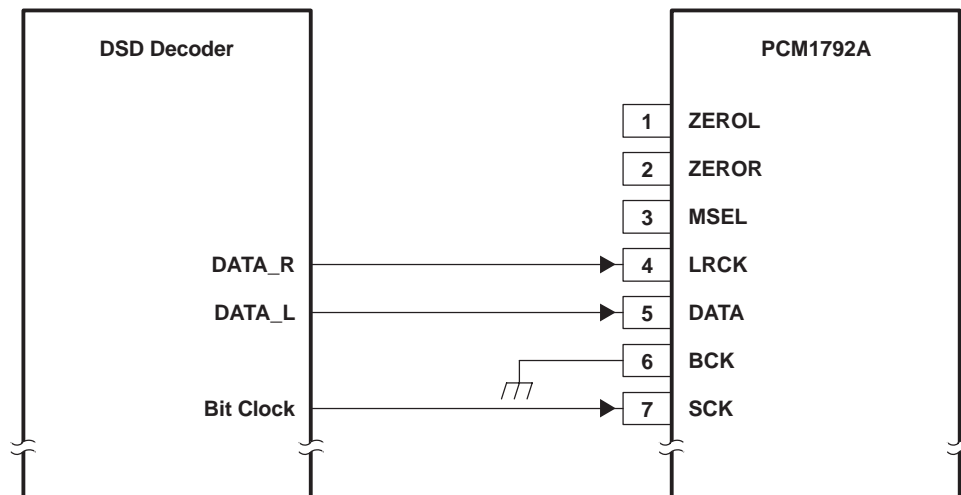 DSD Decoder
PCM1792A
1 ZEROL
2 ZEROR
3 MSEL
DATA_R 4 LRCK
DATA_L 5 DATA
6 BCK
Bit Clock 7 SCK